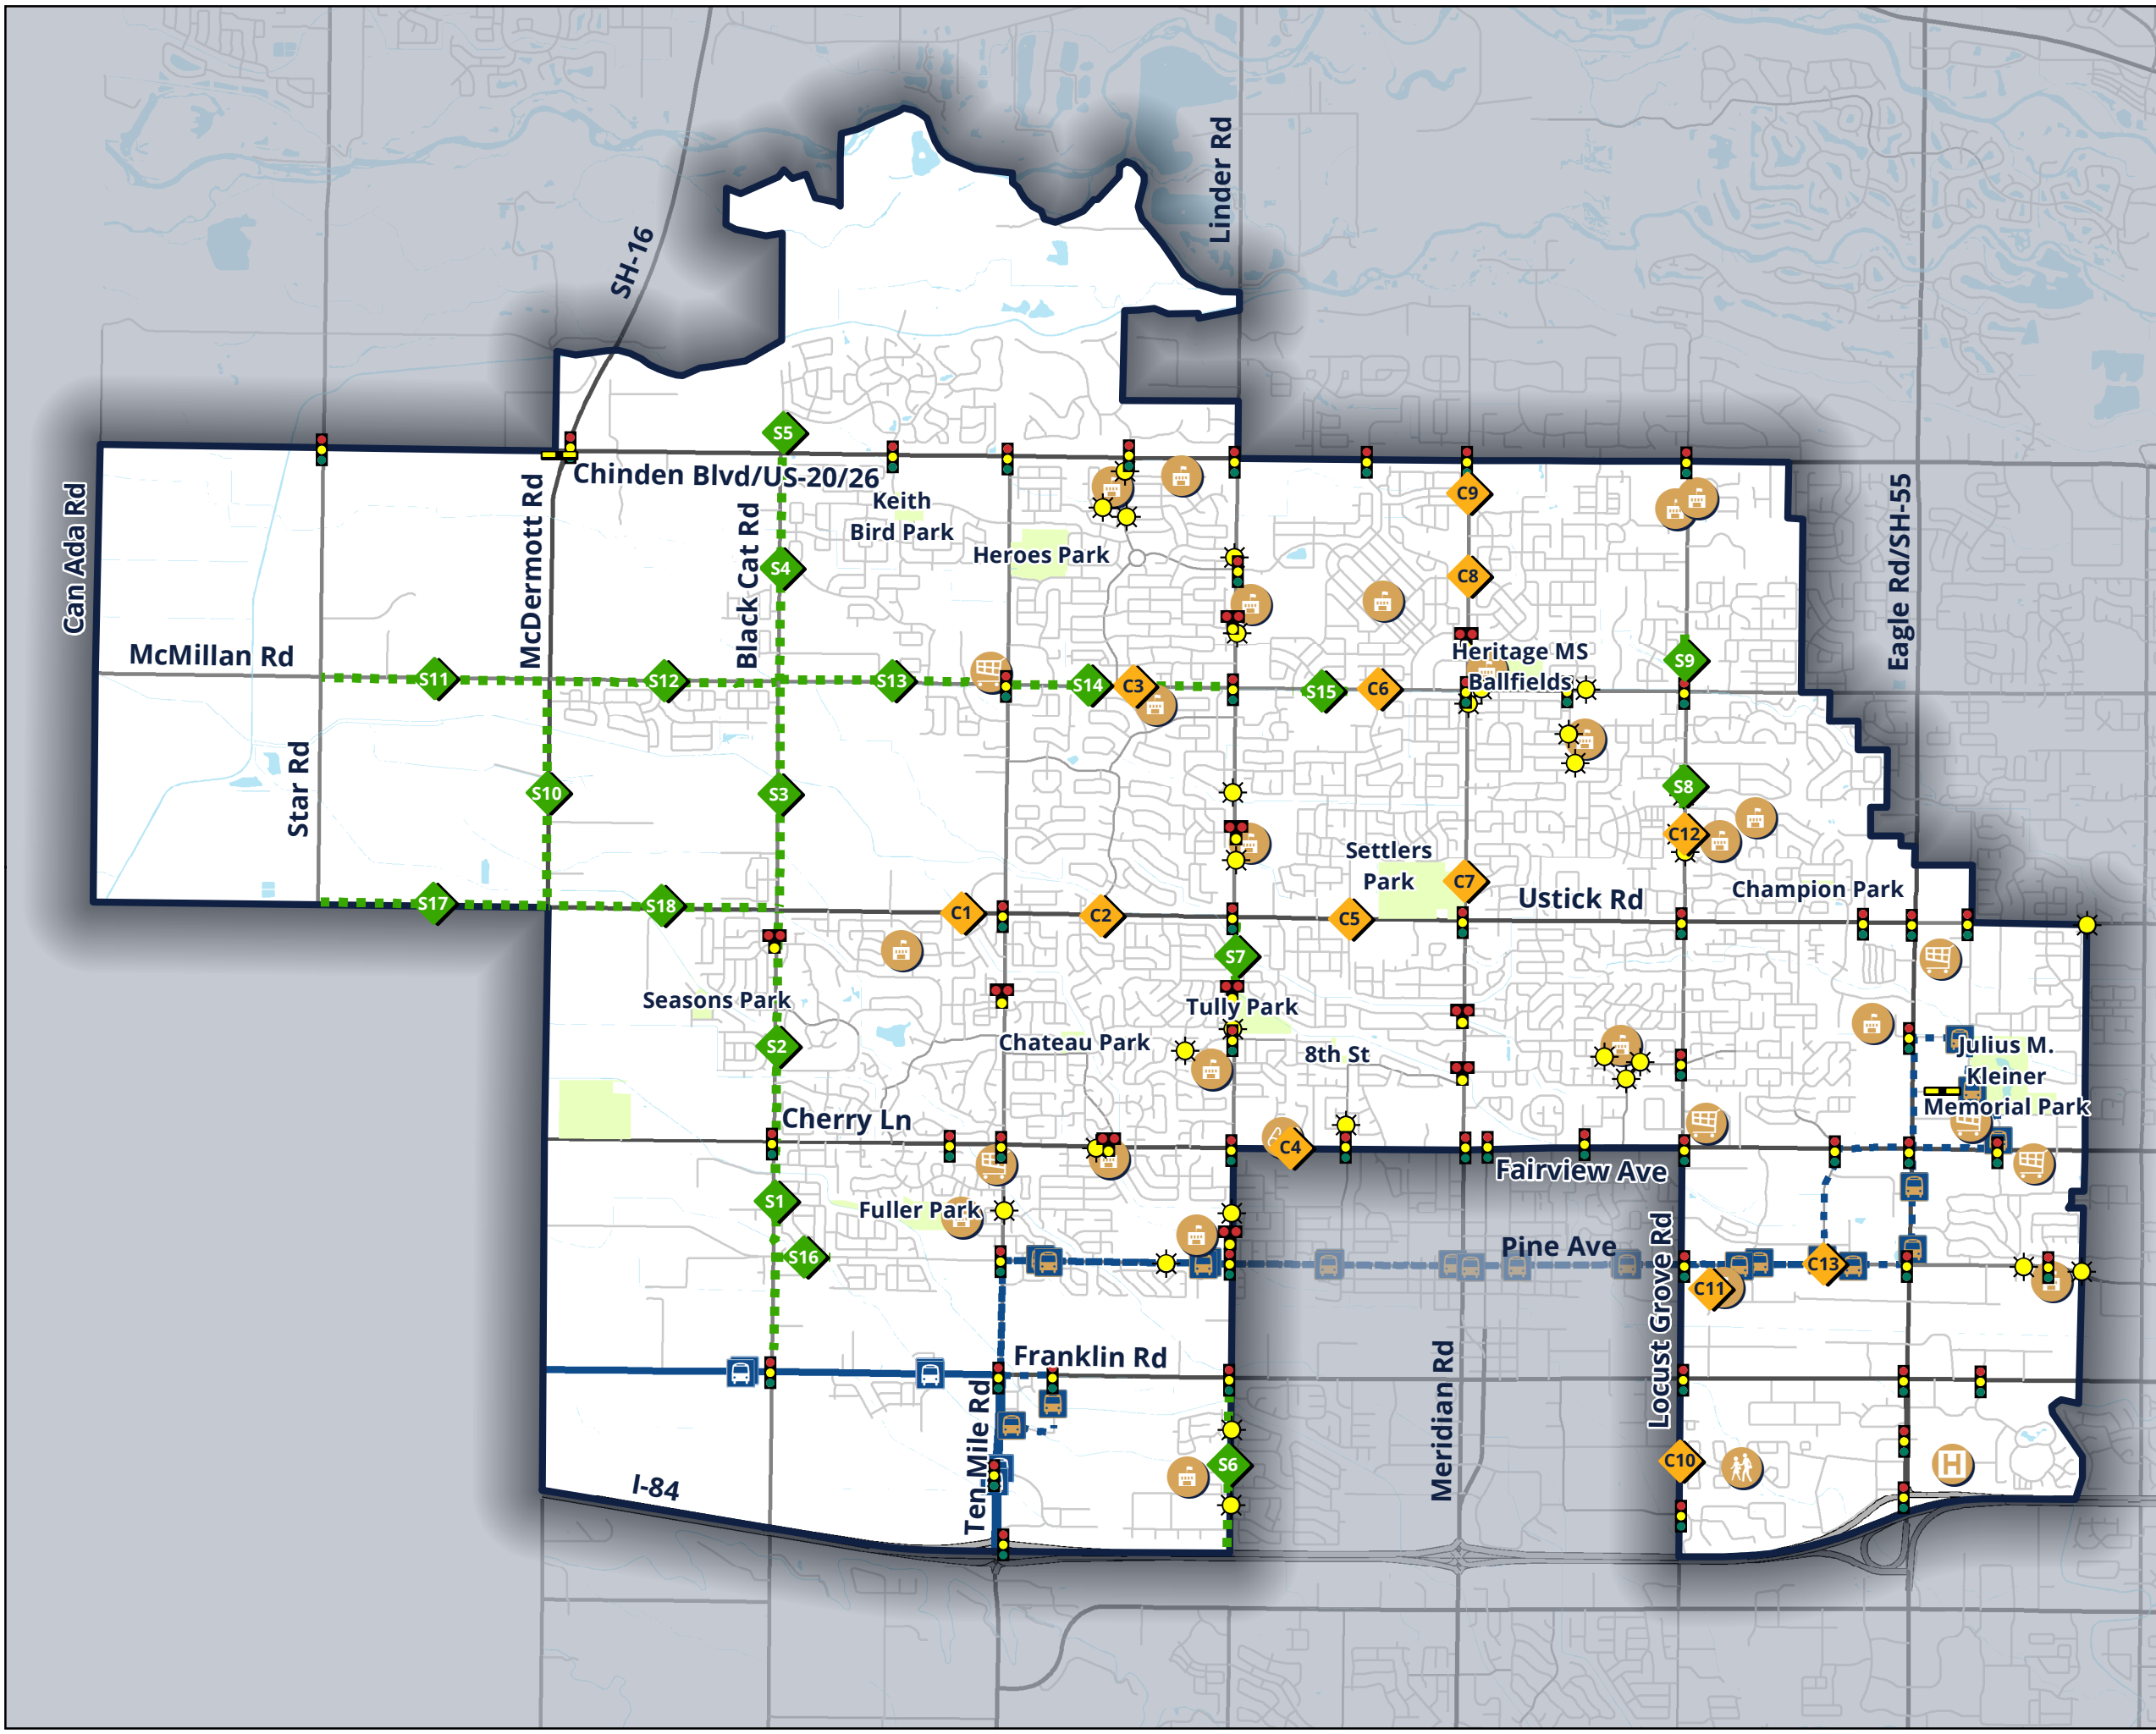 Linder Rd
SH-16
S5
Chinden Blvd/US-20/26
Can Ada Rd
McDermott Rd
Black Cat Rd
Keith
Bird Park
Heroes Park
C9
C8
S4
Eagle Rd/SH-55
McMillan Rd
S11
S12
S13
S14
C3
S15
C6
Heritage MS
Ballfields
S9
Star Rd
S10
S3
S8
C12
Settlers
Park
C7
Ustick Rd
Champion Park
S17
S18
C1
C2
C5
S7
Seasons Park
Tully Park
S2
Chateau Park
8th St
Julius M.
Kleiner
Memorial Park
Cherry Ln
C4
Fairview Ave
S1
Fuller Park
S16
Pine Ave
C13
C11
Locust Grove Rd
Franklin Rd
Ten Mile Rd
Meridian Rd
S6
C10
H
I-84